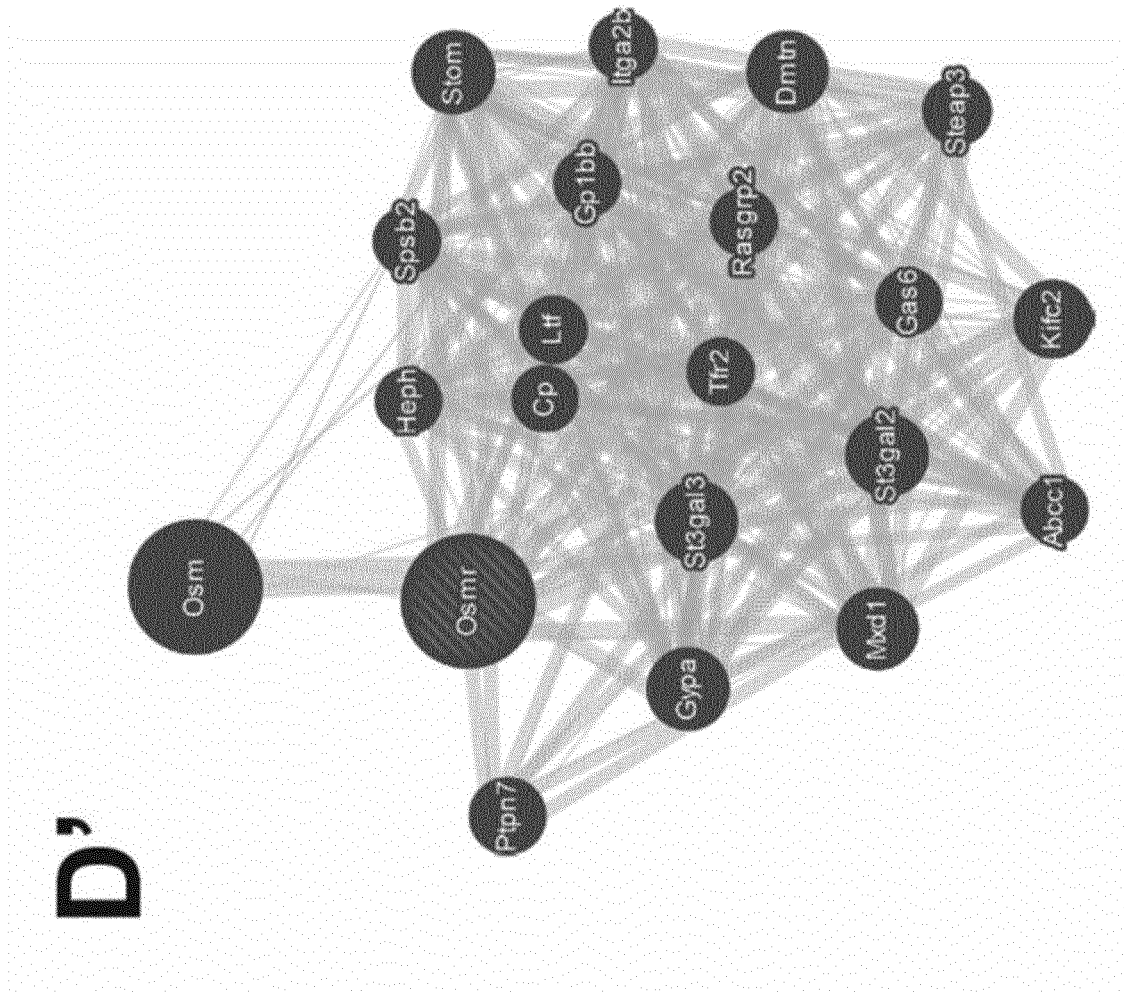 D’
Osm
Heph
Spsb2
Stom
Osmr
Ptpn7
Cp
Ltf
Gp1bb
Itga2b
Gypa
St3gal3
Tfr2
Rasgrp2
Dmtn
Mxd1
St3gal2
Gas6
Steap3
Abcc1
Kifc2